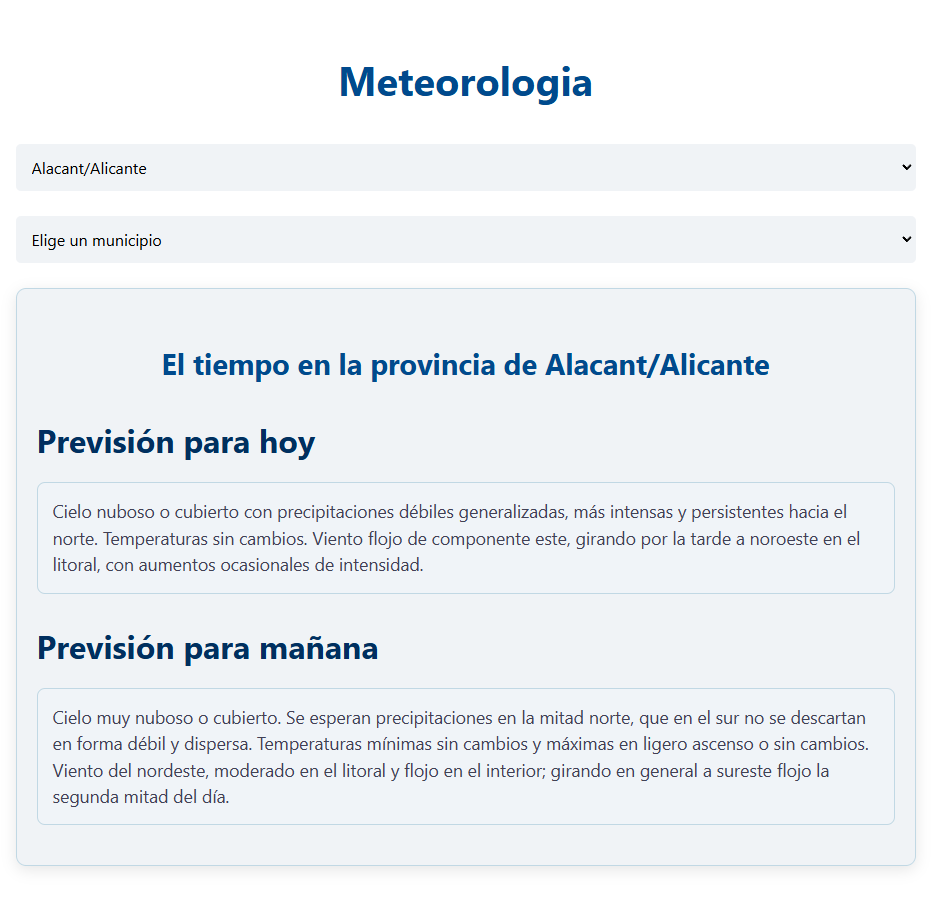 Meteorologia
Alacant/Alicante
Elige un municipio
El tiempo en la provincia de Alacant/Alicante
Previsión para hoy
Cielo nuboso o cubierto con precipitaciones débiles generalizadas, más intensas y persistentes hacia el
norte. Temperaturas sin cambios. Viento flojo de componente este, girando por la tarde a noroeste en el
litoral, con aumentos ocasionales de intensidad.
Previsión para mañana
Cielo muy nuboso o cubierto. Se esperan precipitaciones en la mitad norte, que en el sur no se descartan
en forma débil y dispersa. Temperaturas mínimas sin cambios y máximas en ligero ascenso o sin cambios.
Viento del nordeste, moderado en el litoral y flojo en el interior; girando en general a sureste flojo la
segunda mitad del día.